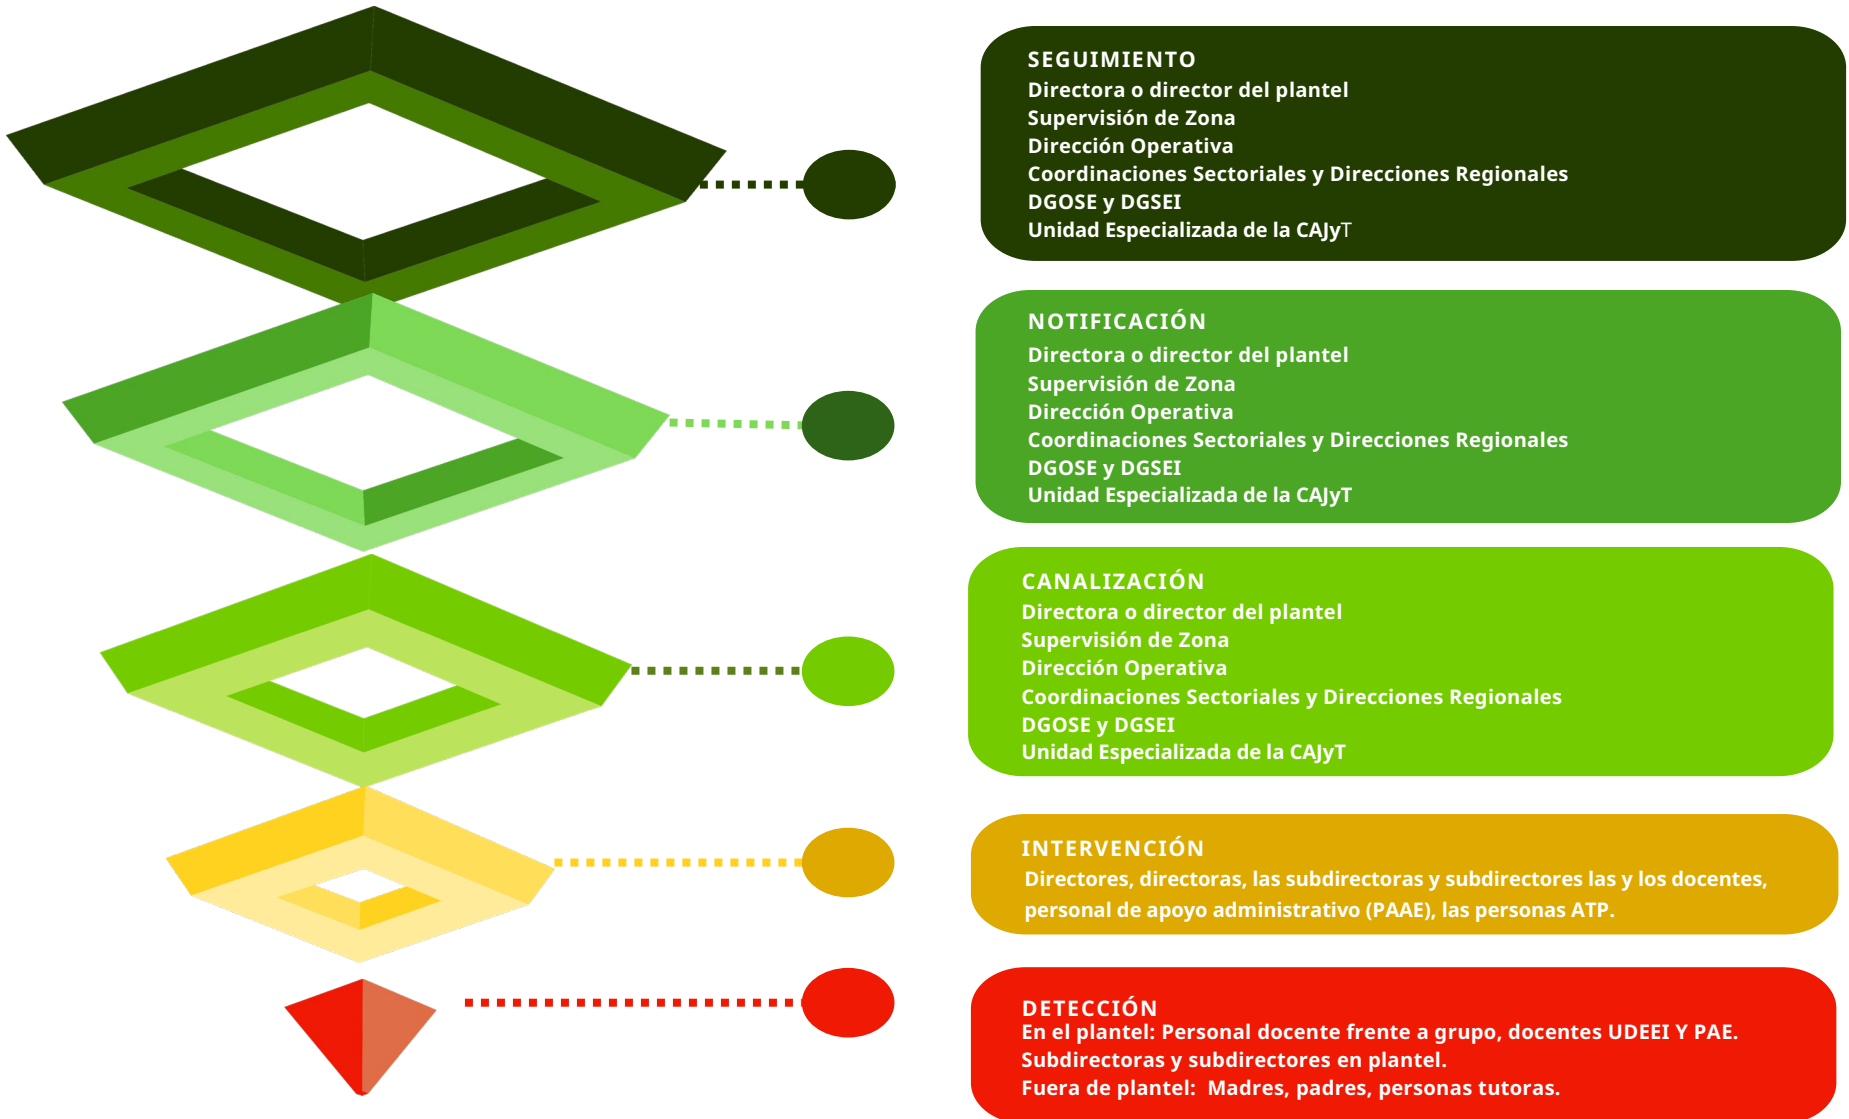 SEGUIMIENTO
Directora o director del plantel
Supervisión de Zona
Dirección Operativa
Coordinaciones Sectoriales y Direcciones Regionales
DGOSE y DGSEI
Unidad Especializada de la CAJyT
NOTIFICACIÓN
Directora o director del plantel
Supervisión de Zona
Dirección Operativa
Coordinaciones Sectoriales y Direcciones Regionales
DGOSE y DGSEI
Unidad Especializada de la CAJyT
CANALIZACIÓN
Directora o director del plantel
Supervisión de Zona
Dirección Operativa
Coordinaciones Sectoriales y Direcciones Regionales
DGOSE y DGSEI
Unidad Especializada de la CAJyT
INTERVENCIÓN
Directores, directoras, las subdirectoras y subdirectores las y los docentes,
personal de apoyo administrativo (PAAE), las personas ATP.
DETECCIÓN
En el plantel: Personal docente frente a grupo, docentes UDEEI Y PAE.
Subdirectoras y subdirectores en plantel.
Fuera de plantel: Madres, padres, personas tutoras.